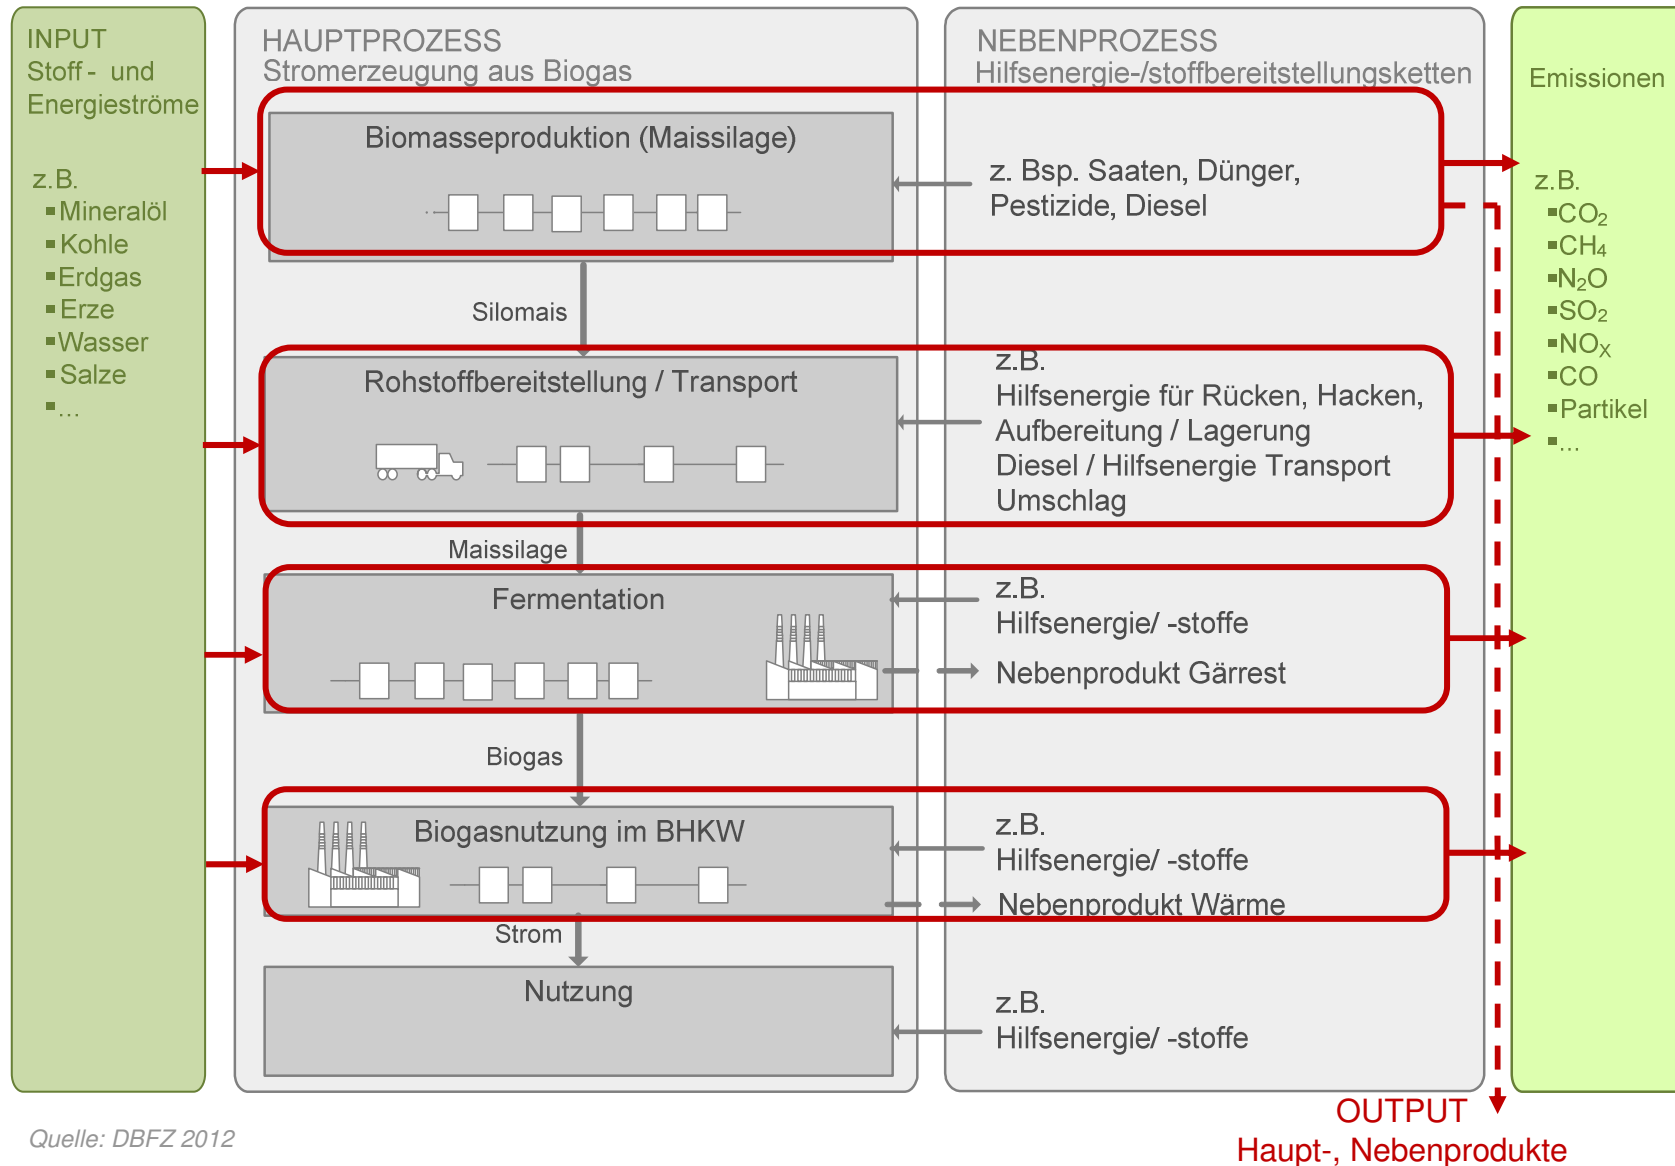 INPUT
Stoff - und
Energieströme
z.B.
▪Mineralöl
▪Kohle
▪Erdgas
▪Erze
▪Wasser
▪Salze
▪...
HAUPTPROZESS
Stromerzeugung aus Biogas
NEBENPROZESS
Hilfsenergie-/stoffbereitstellungsketten
Biomasseproduktion (Maissilage)
z. Bsp. Saaten, Dünger,
Pestizide, Diesel
Silomais
Rohstoffbereitstellung / Transport
z.B.
Hilfsenergie für Rücken, Hacken,
Aufbereitung / Lagerung
Diesel / Hilfsenergie Transport
Umschlag
Maissilage
Fermentation
z.B.
Hilfsenergie/ -stoffe
Nebenprodukt Gärrest
Biogas
Biogasnutzung im BHKW
z.B.
Hilfsenergie/ -stoffe
Nebenprodukt Wärme
Strom
Nutzung
z.B.
Hilfsenergie/ -stoffe
Emissionen
z.B.
▪CO₂
▪CH₄
▪N₂O
▪SO₂
▪NOₓ
▪CO
▪Partikel
▪...
OUTPUT
Haupt-, Nebenprodukte
Quelle: DBFZ 2012